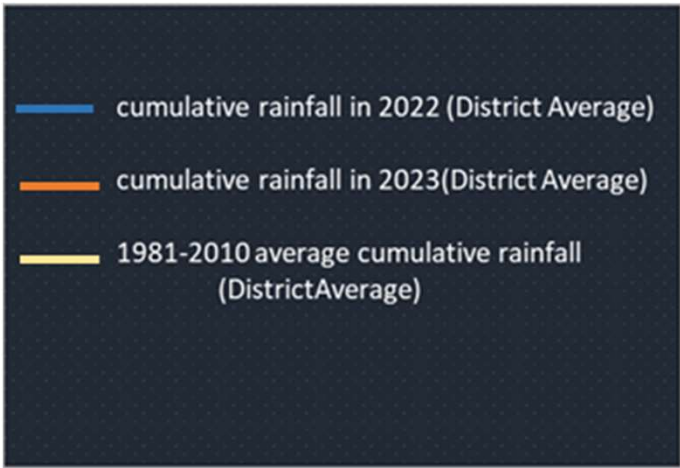 cumulative rainfall in 2022 (District Average)
cumulative rainfall in 2023(District Average)
1981-2010 average cumulative rainfall
(DistrictAverage)